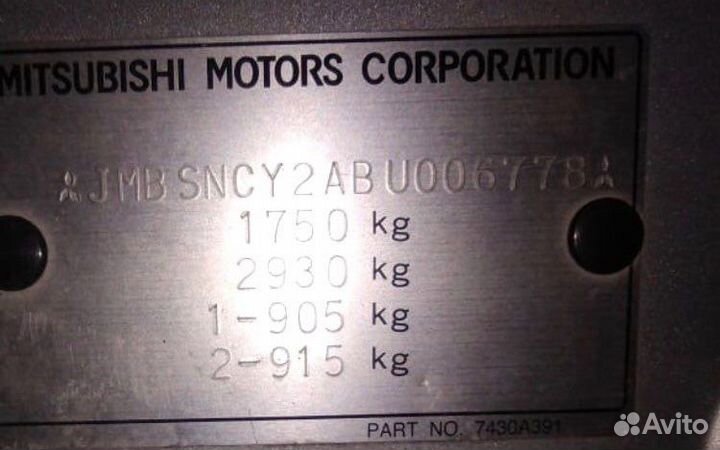 MITSUBISHI MOTORS CORPORATION
JMBSNCY2ABU006778
1750 kg
2930 kg
1-905 kg
2-915 kg
PART NO. 7430A391
Avito